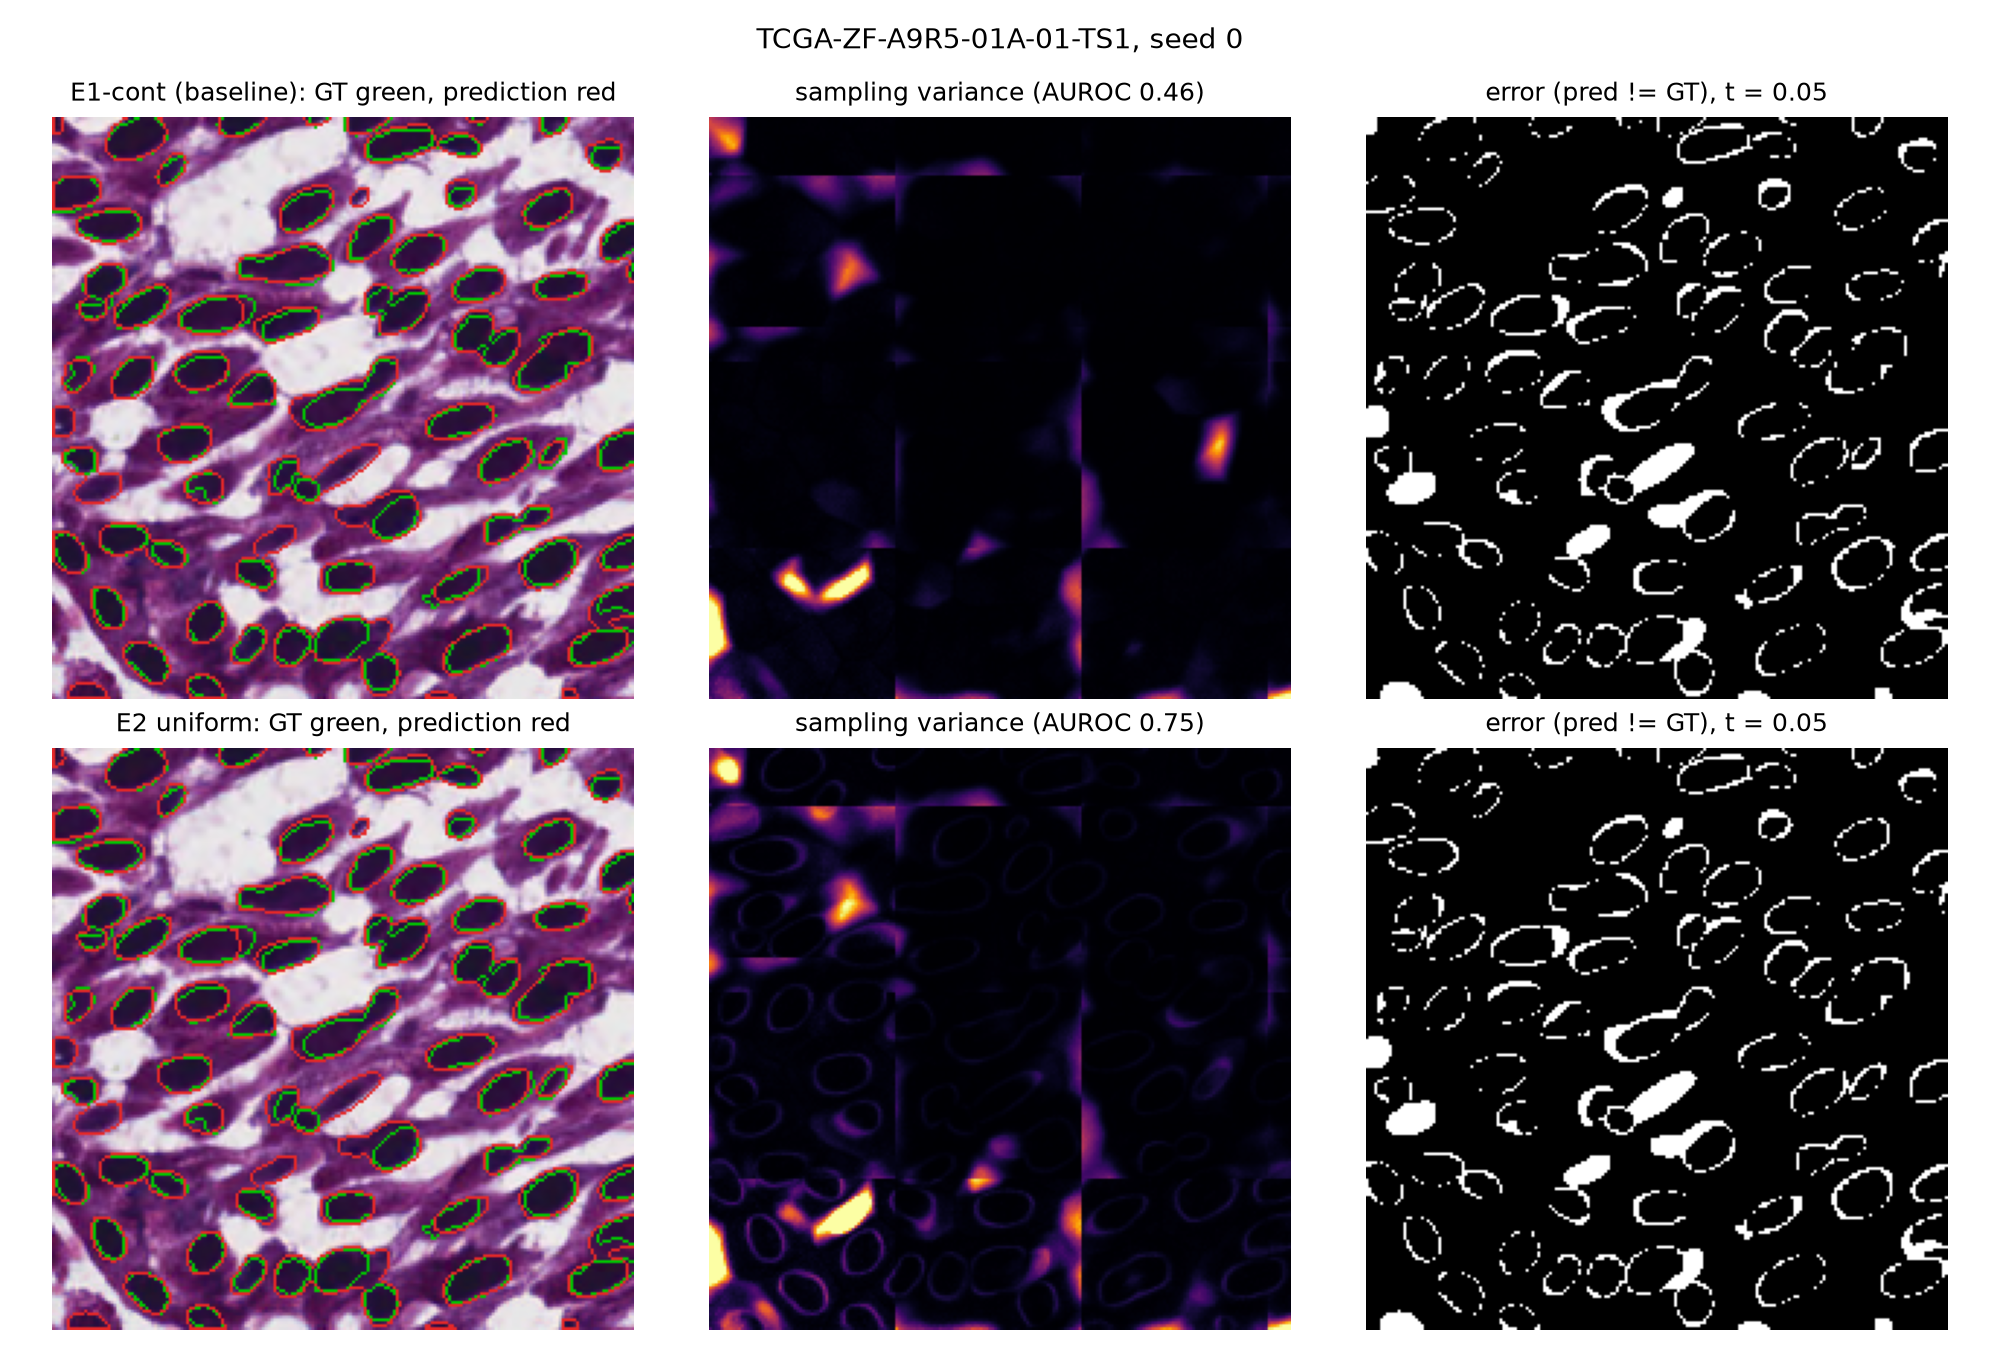 TCGA-ZF-A9R5-01A-01-TS1, seed 0
E1-cont (baseline): GT green, prediction red
sampling variance (AUROC 0.46)
error (pred != GT), t = 0.05
E2 uniform: GT green, prediction red
sampling variance (AUROC 0.75)
error (pred != GT), t = 0.05